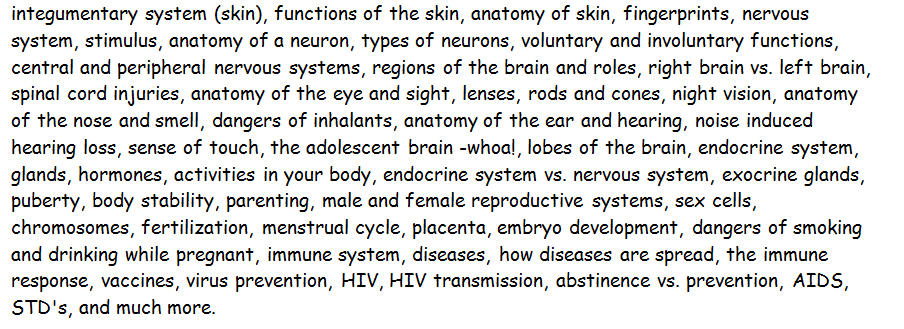 integumentary system (skin), functions of the skin, anatomy of skin, fingerprints, nervous
system, stimulus, anatomy of a neuron, types of neurons, voluntary and involuntary functions,
central and peripheral nervous systems, regions of the brain and roles, right brain vs. left brain,
spinal cord injuries, anatomy of the eye and sight, lenses, rods and cones, night vision, anatomy
of the nose and smell, dangers of inhalants, anatomy of the ear and hearing, noise induced
hearing loss, sense of touch, the adolescent brain -whoa!, lobes of the brain, endocrine system,
glands, hormones, activities in your body, endocrine system vs. nervous system, exocrine glands,
puberty, body stability, parenting, male and female reproductive systems, sex cells,
chromosomes, fertilization, menstrual cycle, placenta, embryo development, dangers of smoking
and drinking while pregnant, immune system, diseases, how diseases are spread, the immune
response, vaccines, virus prevention, HIV, HIV transmission, abstinence vs. prevention, AIDS,
STD's, and much more.